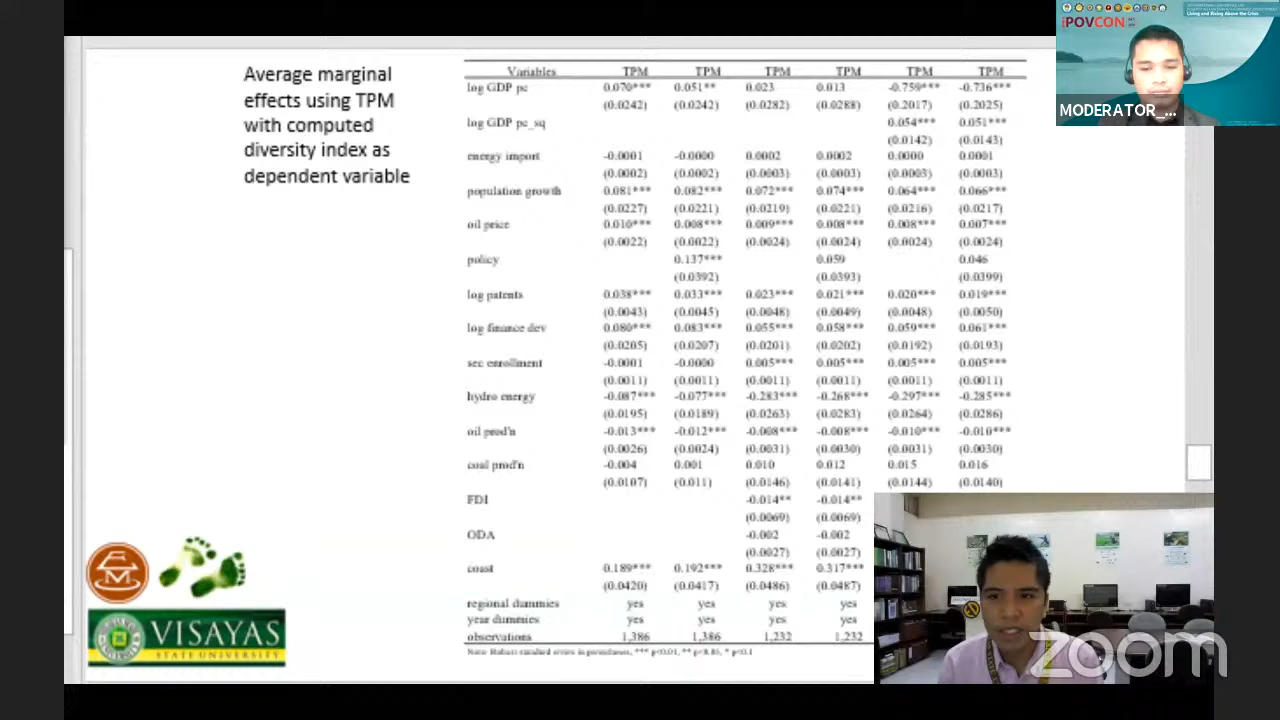 Average marginal
effects using TPM
with computed
diversity index as
dependent variable
Variables TPM TPM TPM TPM TPM TPM
log GDP pc 0.070*** 0.051** 0.023 0.013 -0.759*** -0.736***
(0.0242) (0.0242) (0.0282) (0.0288) (0.2017) (0.2025)
log GDP pc_sq 0.054*** 0.051***
(0.0142) (0.0143)
energy import -0.0001 -0.0000 0.0002 0.0002 0.0000 0.0001
(0.0002) (0.0002) (0.0003) (0.0003) (0.0003) (0.0003)
population growth 0.081*** 0.082*** 0.072*** 0.074*** 0.064*** 0.066***
(0.0227) (0.0221) (0.0219) (0.0221) (0.0216) (0.0217)
oil price 0.010*** 0.008*** 0.009*** 0.008*** 0.008*** 0.007***
(0.0022) (0.0022) (0.0024) (0.0024) (0.0024) (0.0024)
policy 0.137*** 0.059 0.046
(0.0392) (0.0393) (0.0399)
log patents 0.038*** 0.033*** 0.023*** 0.021*** 0.020*** 0.019***
(0.0043) (0.0045) (0.0048) (0.0049) (0.0048) (0.0050)
log finance dev 0.080*** 0.083*** 0.055*** 0.058*** 0.059*** 0.061***
(0.0205) (0.0207) (0.0201) (0.0202) (0.0192) (0.0193)
sec enrollment -0.0001 -0.0000 0.005*** 0.005*** 0.005*** 0.005***
(0.0011) (0.0011) (0.0011) (0.0011) (0.0011) (0.0011)
hydro energy -0.087*** -0.077*** -0.283*** -0.268*** -0.297*** -0.285***
(0.0195) (0.0189) (0.0263) (0.0283) (0.0264) (0.0286)
oil prod'n -0.013*** -0.012*** -0.008*** -0.008*** -0.010*** -0.010***
(0.0026) (0.0024) (0.0031) (0.0030) (0.0031) (0.0030)
coal prod'n -0.004 0.001 0.010 0.012 0.015 0.016
(0.0107) (0.011) (0.0146) (0.0141) (0.0144) (0.0140)
FDI -0.014** -0.014**
(0.0069) (0.0069)
ODA -0.002 -0.002
(0.0027) (0.0027)
coast 0.189*** 0.192*** 0.328*** 0.317***
(0.0420) (0.0417) (0.0486) (0.0487)
regional dummies yes yes yes yes
year dummies yes yes yes yes
observations 1,386 1,386 1,232 1,232
Note: Robust standard errors in parentheses, *** p<0.01, ** p<0.05, * p<0.1
VISAYAS
STATE UNIVERSITY
iPOVCON
Living and Rising Above the Crisis
MODERATOR_...
zoom